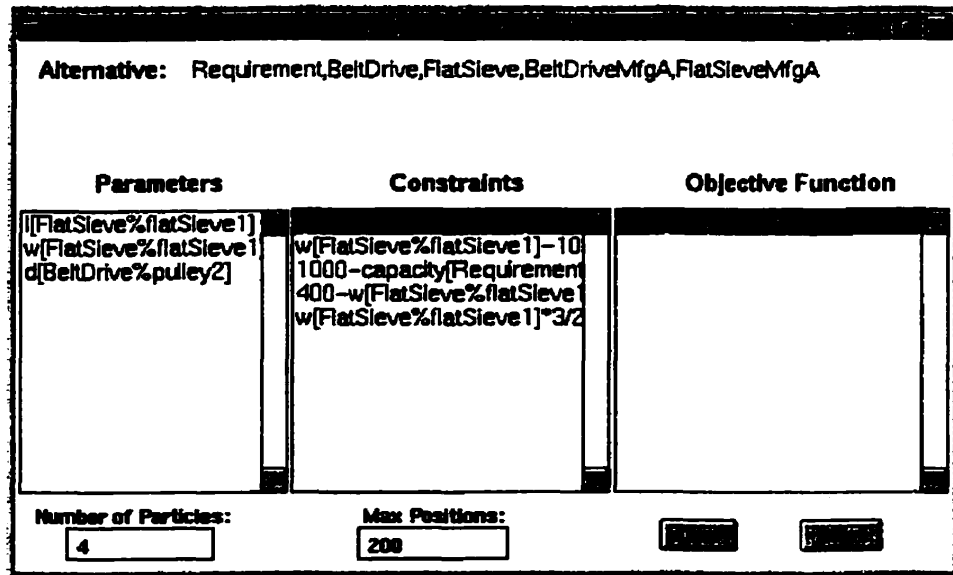 Alternative: Requirement,BeltDrive,FlatSieve,BeltDriveMfgA,FlatSieveMfgA
Parameters
l[FlatSieve%flatSieve1]
w[FlatSieve%flatSieve1
d[BeltDrive%pulley2]
Constraints
w[FlatSieve%flatSieve1]-10
1000-capacity[Requirement
400-w[FlatSieve%flatSieve1
w[FlatSieve%flatSieve1]*3/2
Objective Function
Number of Particles:
4
Max Positions:
200